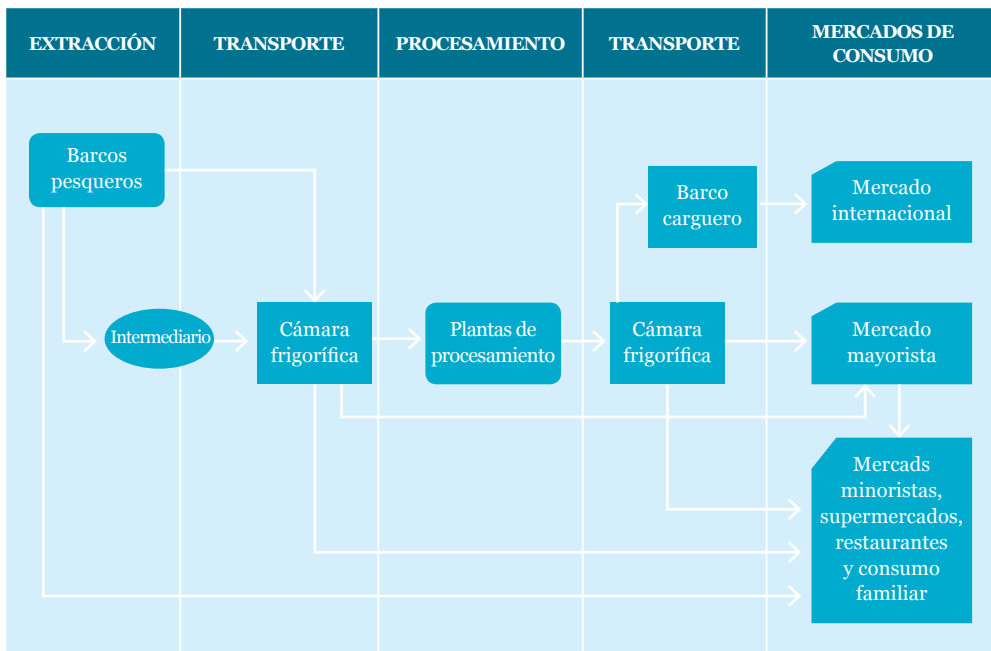 EXTRACCIÓN
TRANSPORTE
PROCESAMIENTO
TRANSPORTE
MERCADOS DE
CONSUMO
Barcos
pesqueros
Barco
carguero
Mercado
internacional
Intermediario
Cámara
frigorífica
Plantas de
procesamiento
Cámara
frigorífica
Mercado
mayorista
Mercads
minoristas,
supermercados,
restaurantes
y consumo
familiar